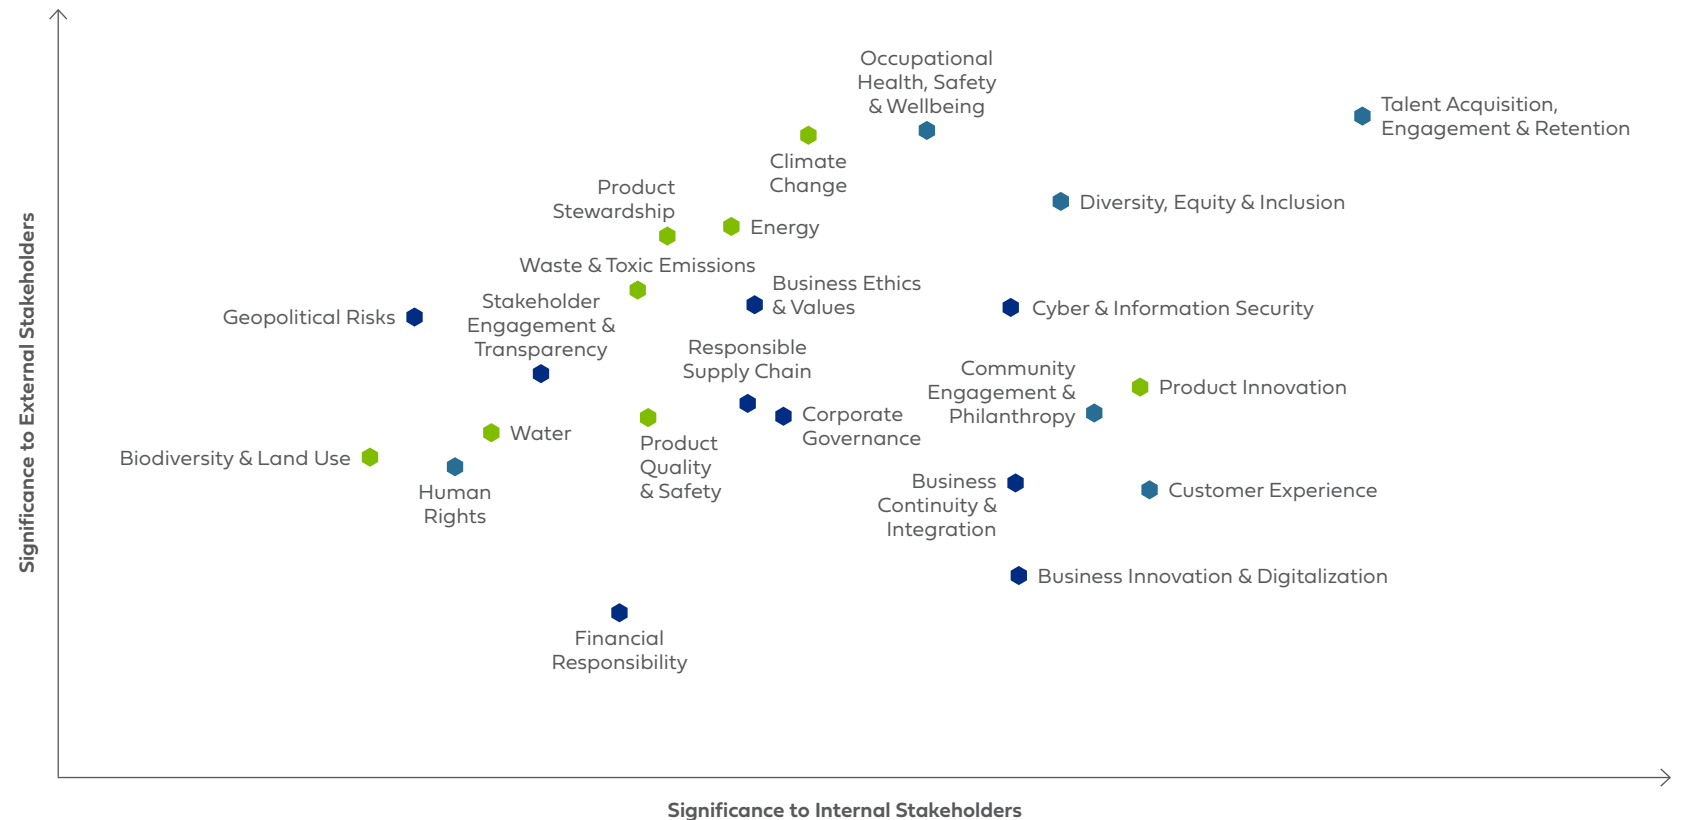 Occupational
Health, Safety
& Wellbeing
Talent Acquisition,
Engagement & Retention
Climate
Change
Product
Stewardship
Diversity, Equity & Inclusion
Energy
Waste & Toxic Emissions
Business Ethics
& Values
Stakeholder
Engagement &
Transparency
Geopolitical Risks
Cyber & Information Security
Responsible
Supply Chain
Community
Engagement &
Philanthropy
Product Innovation
Corporate
Governance
Water
Product
Quality
& Safety
Biodiversity & Land Use
Human
Rights
Business
Continuity &
Integration
Customer Experience
Business Innovation & Digitalization
Financial
Responsibility
Significance to External Stakeholders
Significance to Internal Stakeholders